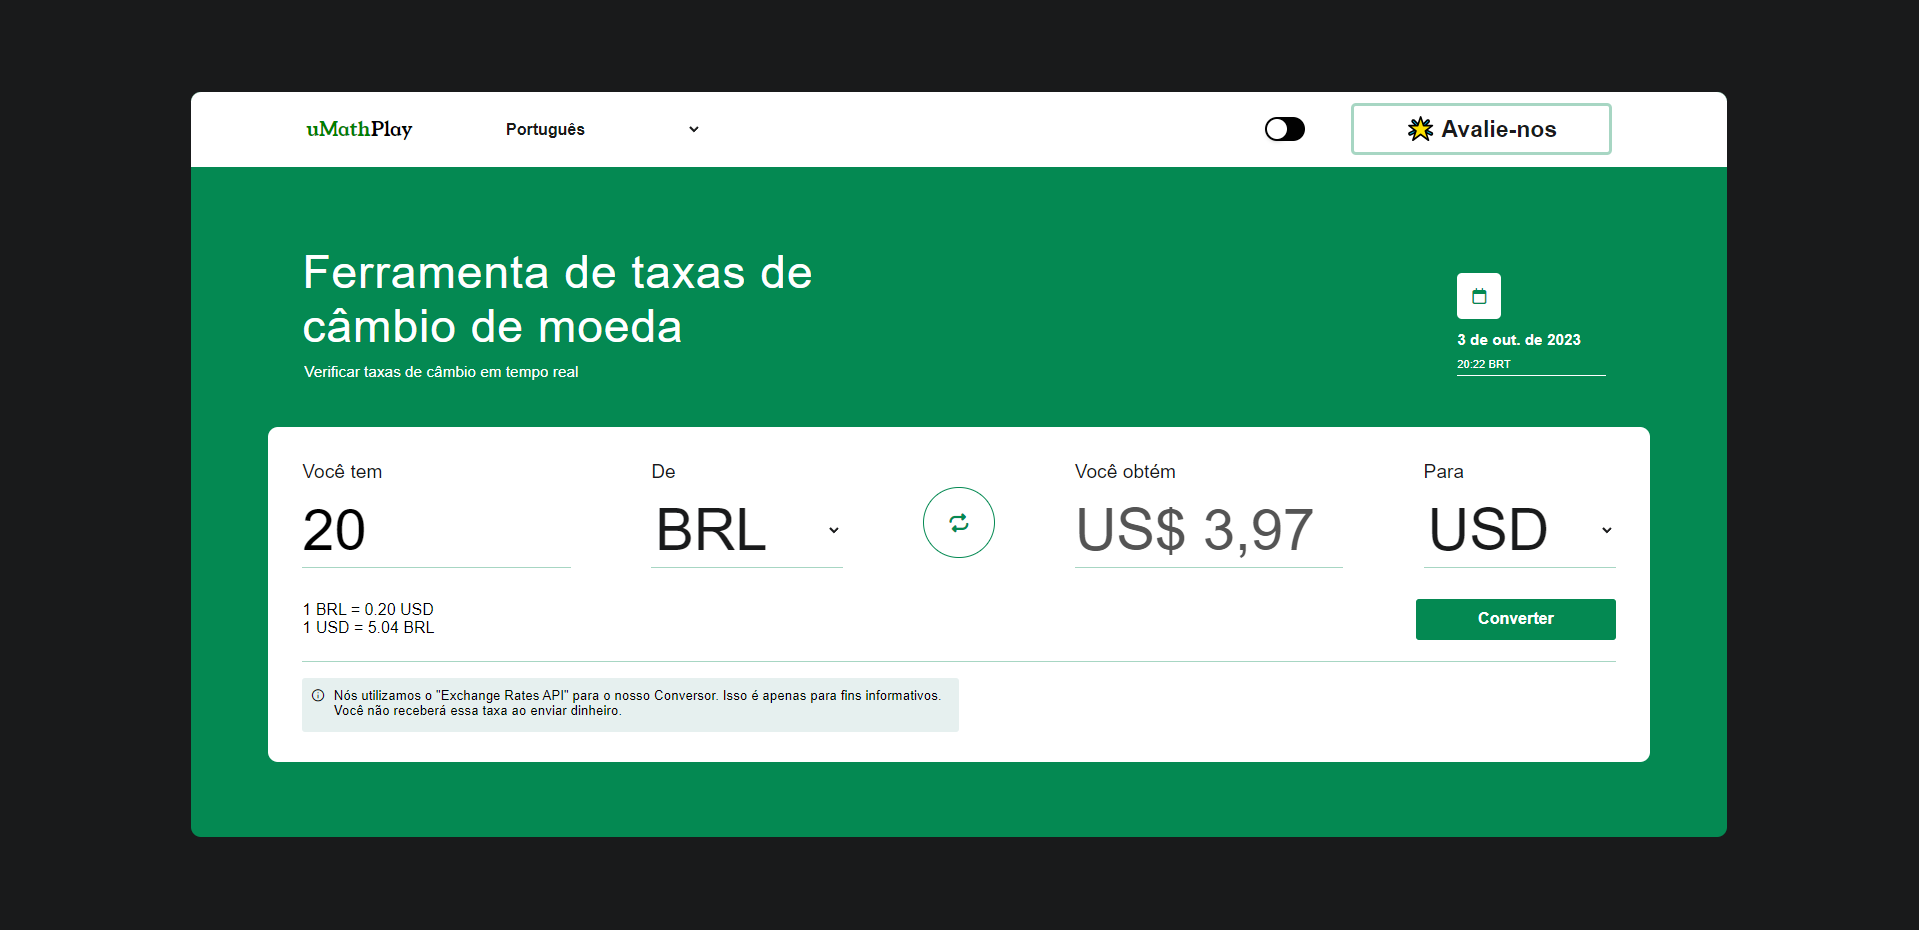 uMathPlay
Português
Avalie-nos
Ferramenta de taxas de
câmbio de moeda
Verificar taxas de câmbio em tempo real
3 de out. de 2023
20:22 BRT
Você tem
De
Você obtém
Para
20
BRL
US$ 3,97
USD
1 BRL = 0.20 USD
1 USD = 5.04 BRL
Converter
Nós utilizamos o "Exchange Rates API" para o nosso Conversor. Isso é apenas para fins informativos.
Você não receberá essa taxa ao enviar dinheiro.